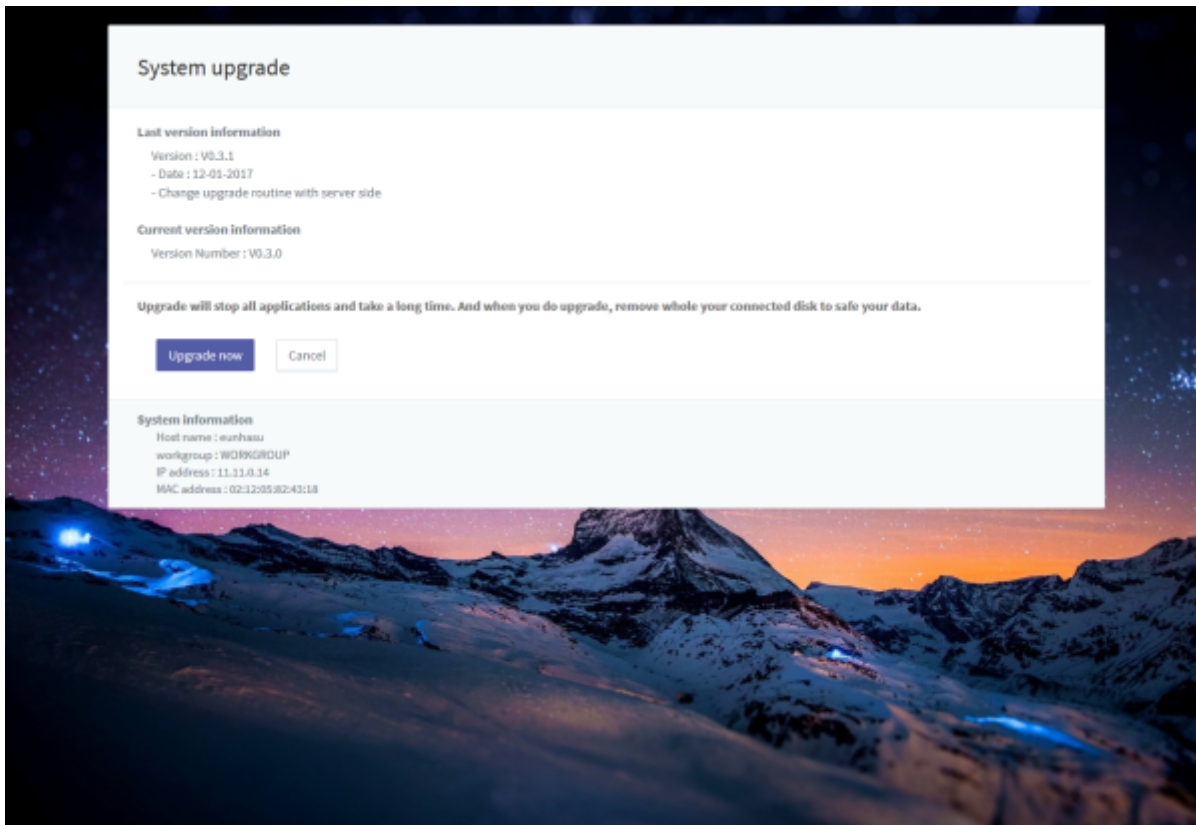 System upgrade
Last version information
Version : V0.3.1
- Date : 12-01-2017
- Change upgrade routine with server side
Current version information
Version Number : V0.3.0
Upgrade will stop all applications and take a long time. And when you do upgrade, remove whole your connected disk to safe your data.
Upgrade now
Cancel
System information
Host name : eunhasu
workgroup : WORKGROUP
IP address : 11.11.0.14
MAC address : 02:12:05:82:43:18